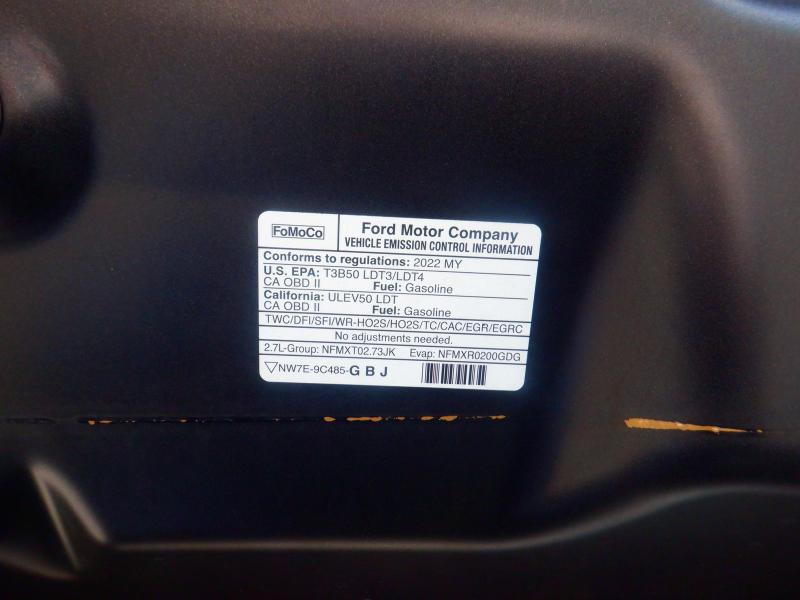 FoMoCo
Ford Motor Company
VEHICLE EMISSION CONTROL INFORMATION
Conforms to regulations: 2022 MY
U.S. EPA: T3B50 LDT3/LDT4
CA OBD II Fuel: Gasoline
California: ULEV50 LDT
CA OBD II Fuel: Gasoline
TWC/DFI/SFI/WR-HO2S/HO2S/TC/CAC/EGR/EGRC
No adjustments needed.
2.7L-Group: NFMXT02.73JK Evap: NFMXR0200GDG
NW7E-9C485-G B J